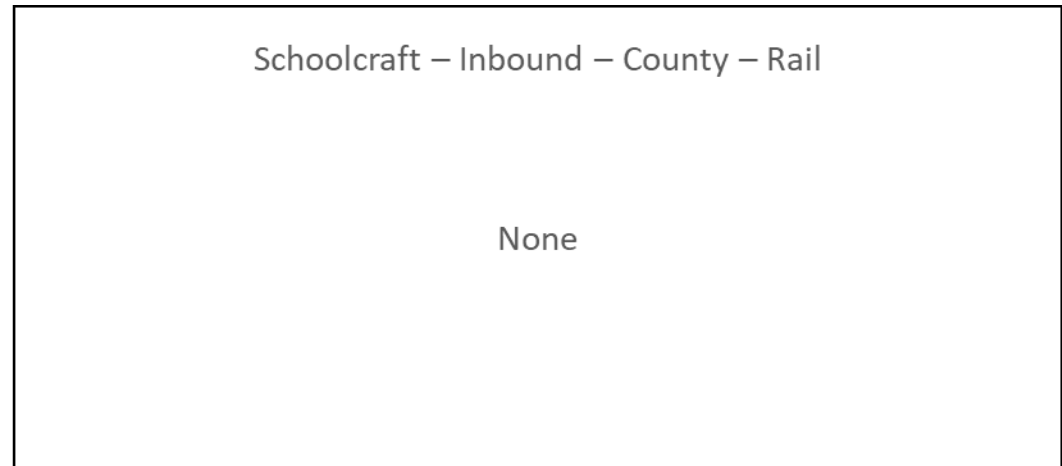 Schoolcraft – Inbound – County – Rail
None